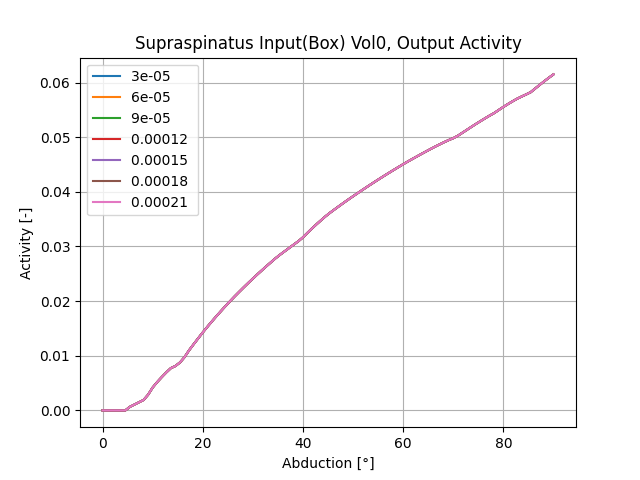 Supraspinatus Input(Box) Vol0, Output Activity
3e-05
6e-05
9e-05
0.00012
0.00015
0.00018
0.00021
0.06
0.05
0.04
0.03
0.02
0.01
0.00
Activity [-]
0 20 40 60 80
Abduction [°]